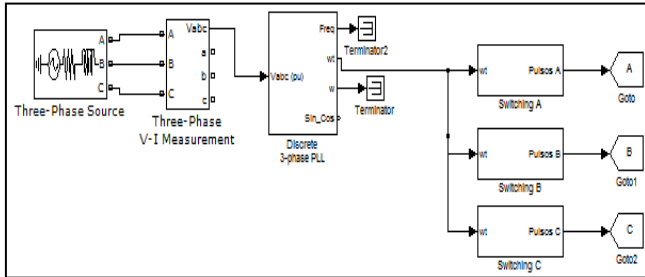 A
B
C
Three-Phase Source
A
B
C
Vabc
a
b
c
Three-Phase
V-I Measurement
Vabc (pu)
Freq
wt
w
Sin_Cos
Discrete
3-phase PLL
Terminator2
Terminator
wt
Pulsos A
Switching A
A
Goto
wt
Pulsos B
Switching B
B
Goto1
wt
Pulsos C
Switching C
C
Goto2